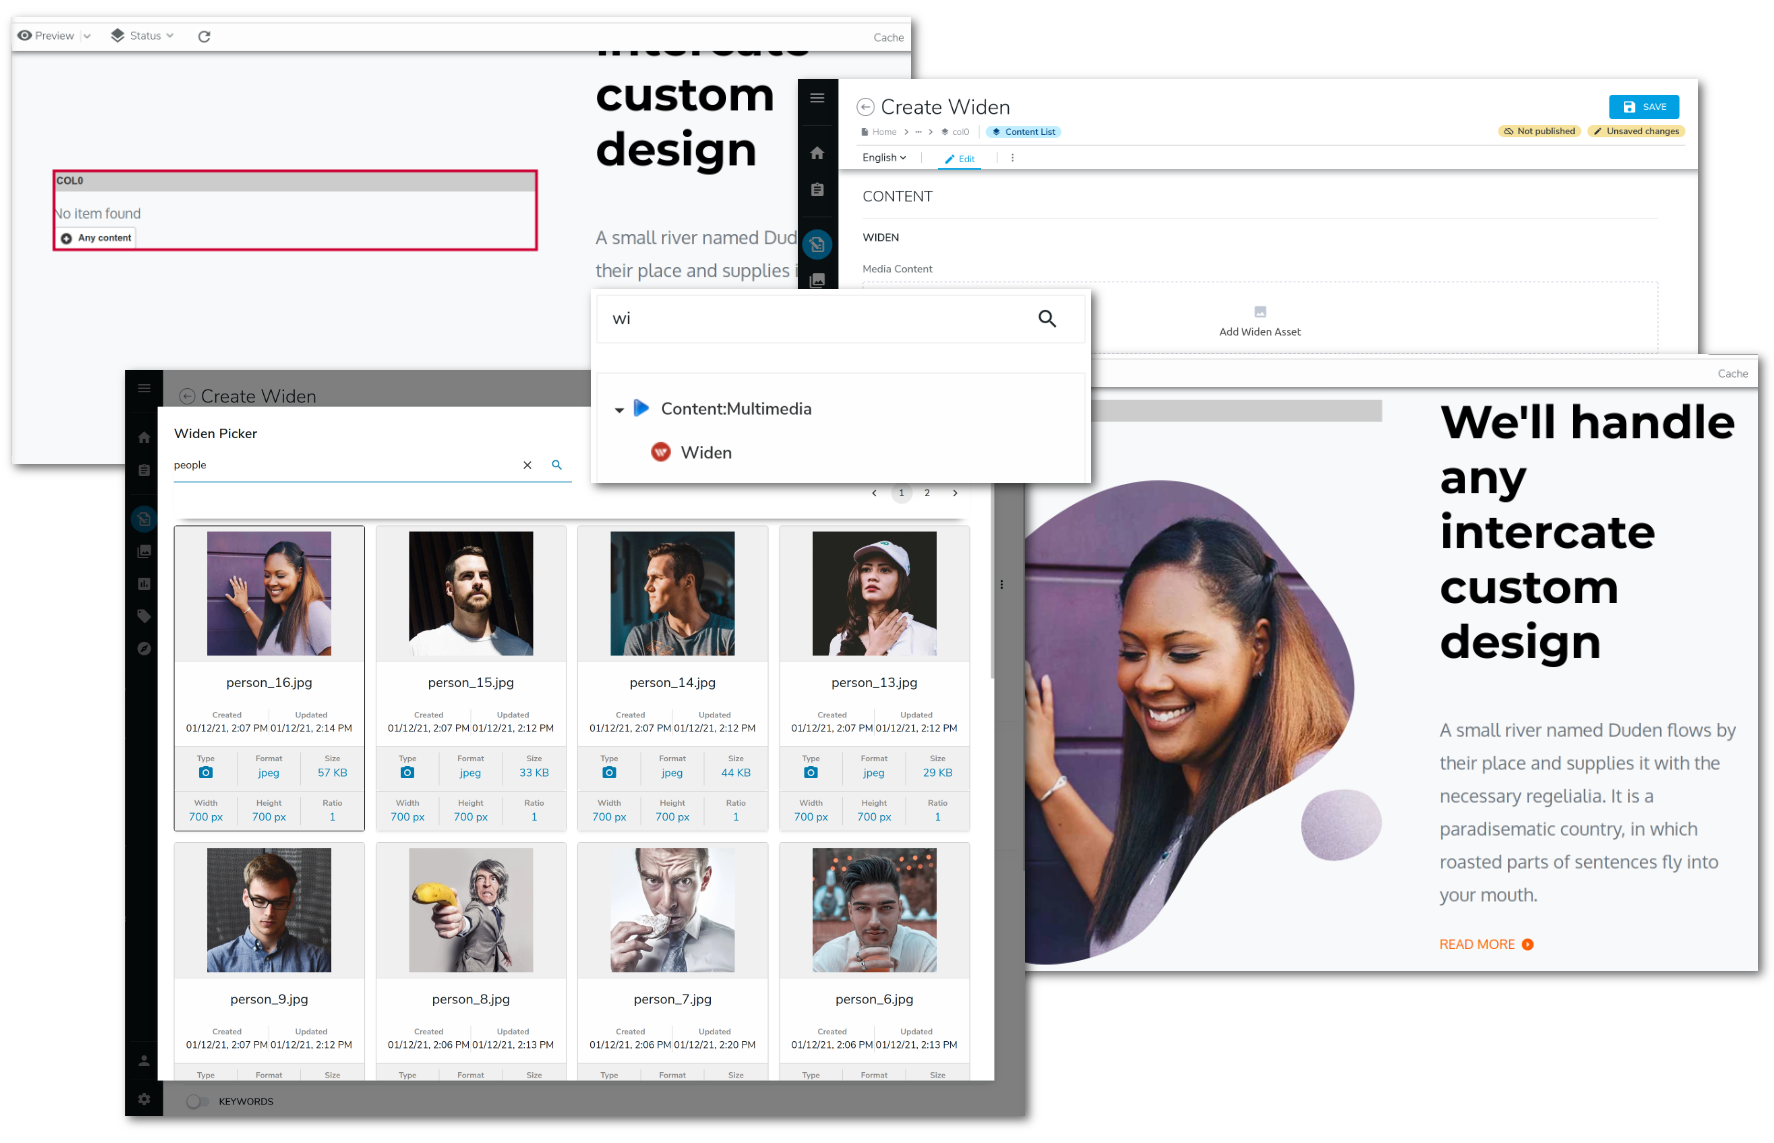 Preview
Status
Cache
intercate
custom
design
COL0
No item found
Any content
A small river named Dud
their place and supplies i
Create Widen
SAVE
Home > ··· > col0
Content List
Not published
Unsaved changes
English
Edit
CONTENT
WIDEN
Media Content
Add Widen Asset
wi
Content:Multimedia
Widen
Create Widen
Widen Picker
people
1 2
person_16.jpg
person_15.jpg
person_14.jpg
person_13.jpg
Created Updated Created Updated Created Updated Created Updated
01/12/21, 2:07 PM 01/12/21, 2:14 PM 01/12/21, 2:07 PM 01/12/21, 2:12 PM 01/12/21, 2:07 PM 01/12/21, 2:12 PM 01/12/21, 2:07 PM 01/12/21, 2:12 PM
Type Format Size Type Format Size Type Format Size Type Format Size
jpeg 57 KB jpeg 33 KB jpeg 44 KB jpeg 29 KB
Width Height Ratio Width Height Ratio Width Height Ratio Width Height Ratio
700 px 700 px 1 700 px 700 px 1 700 px 700 px 1 700 px 700 px 1
person_9.jpg
person_8.jpg
person_7.jpg
person_6.jpg
Created Updated Created Updated Created Updated Created Updated
01/12/21, 2:07 PM 01/12/21, 2:12 PM 01/12/21, 2:06 PM 01/12/21, 2:13 PM 01/12/21, 2:06 PM 01/12/21, 2:20 PM 01/12/21, 2:06 PM 01/12/21, 2:13 PM
Type Format Size Type Format Size Type Format Size Type Format Size
KEYWORDS
Cache
We'll handle
any
intercate
custom
design
A small river named Duden flows by
their place and supplies it with the
necessary regelialia. It is a
paradisematic country, in which
roasted parts of sentences fly into
your mouth.
READ MORE